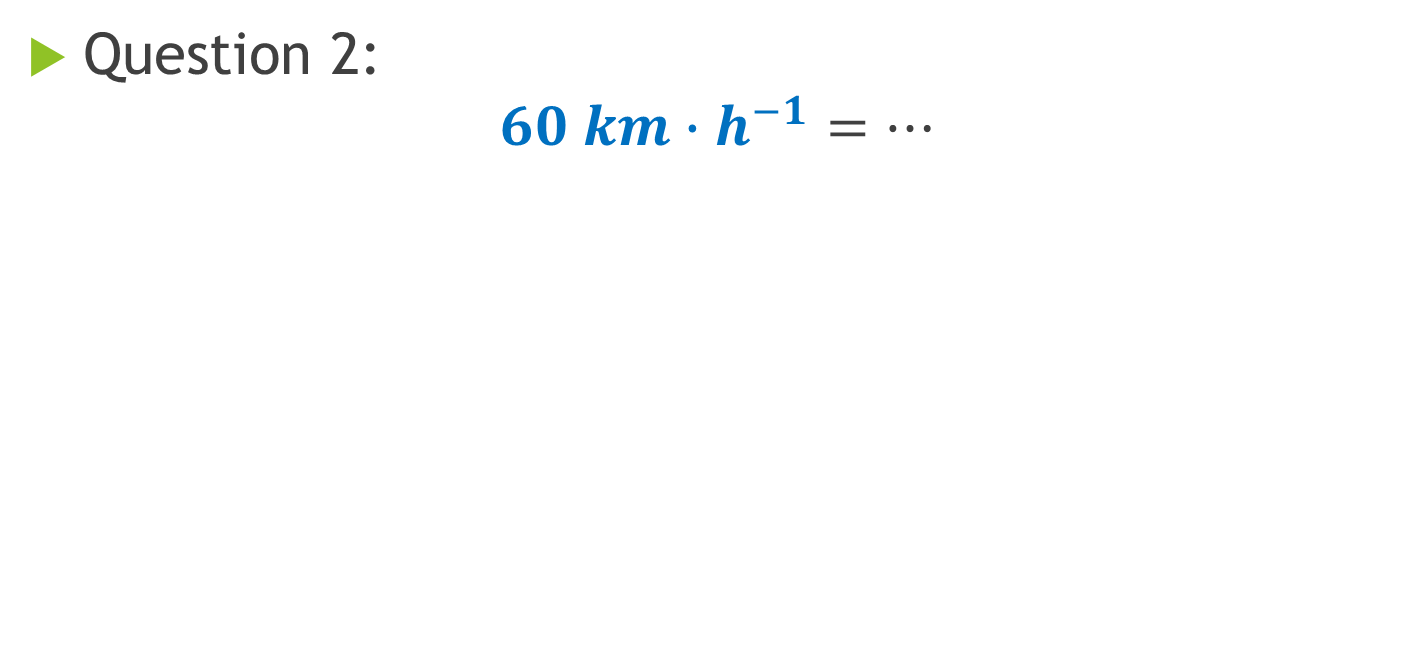 Question 2:
60 km · h⁻¹ = ⋯